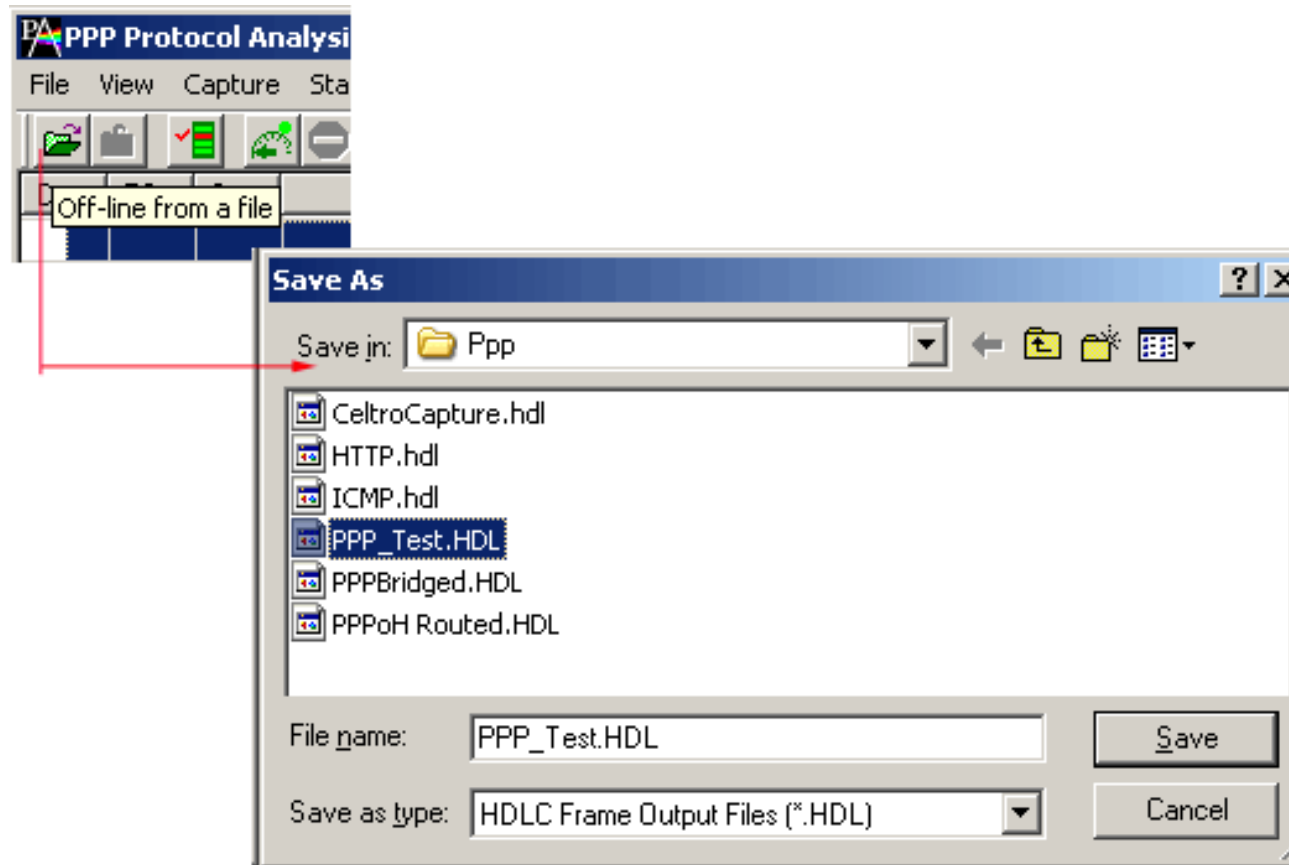 PPP Protocol Analysi
File View Capture Sta
Off-line from a file
Save As
Save in: Ppp
CeltroCapture.hdl
HTTP.hdl
ICMP.hdl
PPP_Test.HDL
PPPBridged.HDL
PPPoH Routed.HDL
File name: PPP_Test.HDL
Save
Save as type: HDLC Frame Output Files (*.HDL)
Cancel